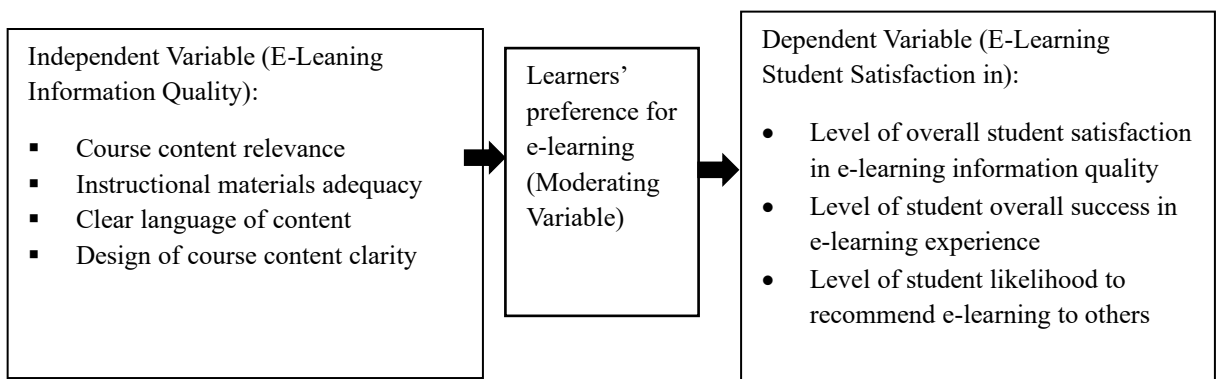 Independent Variable (E-Leaning
Information Quality):
▪ Course content relevance
▪ Instructional materials adequacy
▪ Clear language of content
▪ Design of course content clarity
Learners’
preference for
e-learning
(Moderating
Variable)
Dependent Variable (E-Learning
Student Satisfaction in):
• Level of overall student satisfaction
in e-learning information quality
• Level of student overall success in
e-learning experience
• Level of student likelihood to
recommend e-learning to others